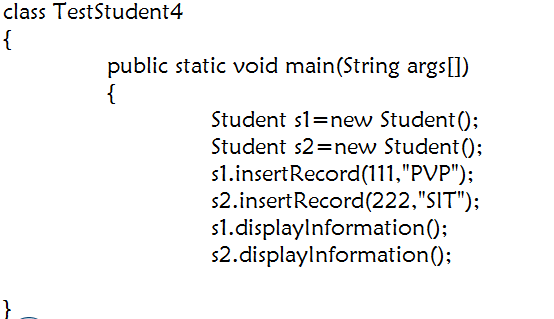 class TestStudent4
{
public static void main(String args[])
{
Student s1=new Student();
Student s2=new Student();
s1.insertRecord(111,"PVP");
s2.insertRecord(222,"SIT");
s1.displayInformation();
s2.displayInformation();
}